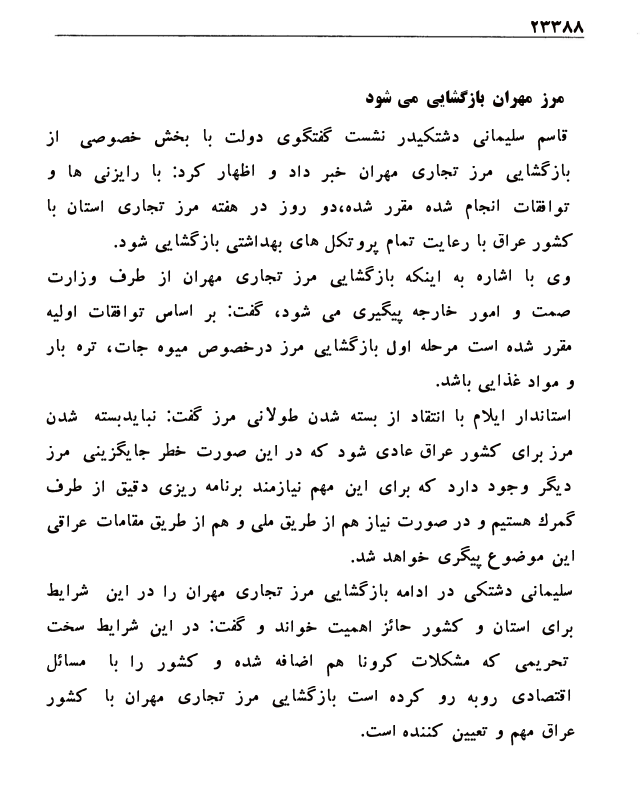 ۲۳۳۸۸
مرز مهران بازگشایی می شود
قاسم سلیمانی دشتکیدر نشست گفتگوی دولت با بخش خصوصی از
بازگشایی مرز تجاری مهران خبر داد و اظهار کرد: با رایزنی ها و
توافقات انجام شده مقرر شده،دو روز در هفته مرز تجاری استان با
کشور عراق با رعایت تمام پروتکل های بهداشتی بازگشایی شود.
وی با اشاره به اینکه بازگشایی مرز تجاری مهران از طرف وزارت
صمت و امور خارجه پیگیری می شود، گفت: بر اساس توافقات اولیه
مقرر شده است مرحله اول بازگشایی مرز درخصوص میوه جات، تره بار
و مواد غذایی باشد.
استاندار ایلام با انتقاد از بسته شدن طولانی مرز گفت: نبایدبسته شدن
مرز برای کشور عراق عادی شود که در این صورت خطر جایگزینی مرز
دیگر وجود دارد که برای این مهم نیازمند برنامه ریزی دقیق از طرف
گمرك هستیم و در صورت نیاز هم از طریق ملی و هم از طریق مقامات عراقی
این موضوع پیگری خواهد شد.
سلیمانی دشتکی در ادامه بازگشایی مرز تجاری مهران را در این شرایط
برای استان و کشور حائز اهمیت خواند و گفت: در این شرایط سخت
تحریمی که مشکلات کرونا هم اضافه شده و کشور را با مسائل
اقتصادی روبه رو کرده است بازگشایی مرز تجاری مهران با کشور
عراق مهم و تعیین کننده است.